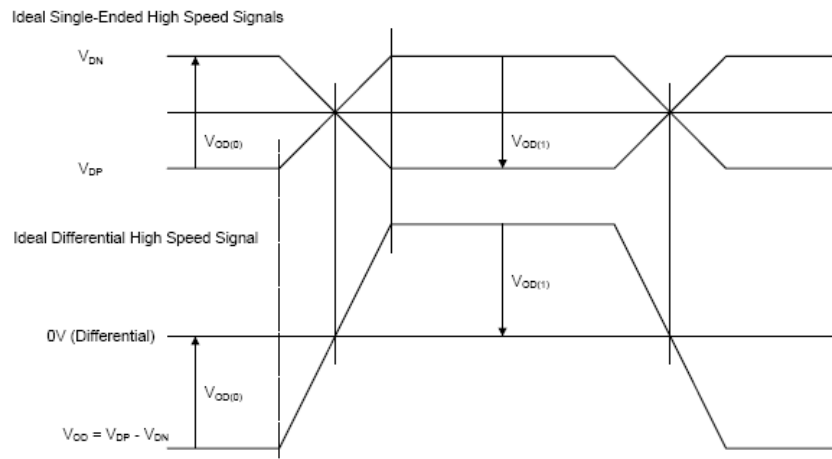 Ideal Single-Ended High Speed Signals
VDN
VOD(0)
VOD(1)
VDP
Ideal Differential High Speed Signal
VOD(1)
0V (Differential)
VOD(0)
VOD = VDP - VDN